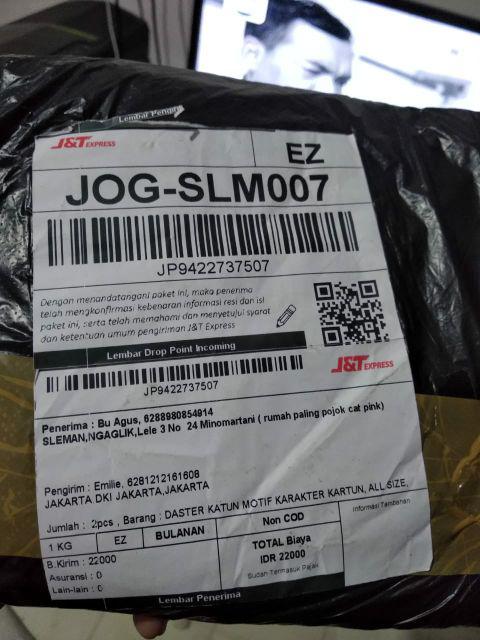 Lembar Pengirim
J&T EXPRESS
EZ
JOG-SLM007
JP9422737507
Dengan menandatangani paket ini, maka penerima
telah mengkonfirmasi kebenaran informasi resi dan isi
paket ini, serta telah memahami dan menyetujui syarat
dan ketentuan umum pengiriman J&T Express
Lembar Drop Point Incoming
J&T EXPRESS
JP9422737507
Penerima : Bu Agus, 6288980854914
SLEMAN,NGAGLIK,Lele 3 No 24 Minomartani ( rumah paling pojok cat pink)
Pengirim : Emilie, 6281212161608
JAKARTA DKI JAKARTA,JAKARTA
Jumlah : 2pcs , Barang : DASTER KATUN MOTIF KARAKTER KARTUN, ALL SIZE,
1 KG EZ BULANAN Non COD Informasi Tambahan
B.Kirim : 22000 TOTAL Biaya
Asuransi : 0 IDR 22000
Lain-lain : 0 Sudah Termasuk Pajak
Lembar Penerima